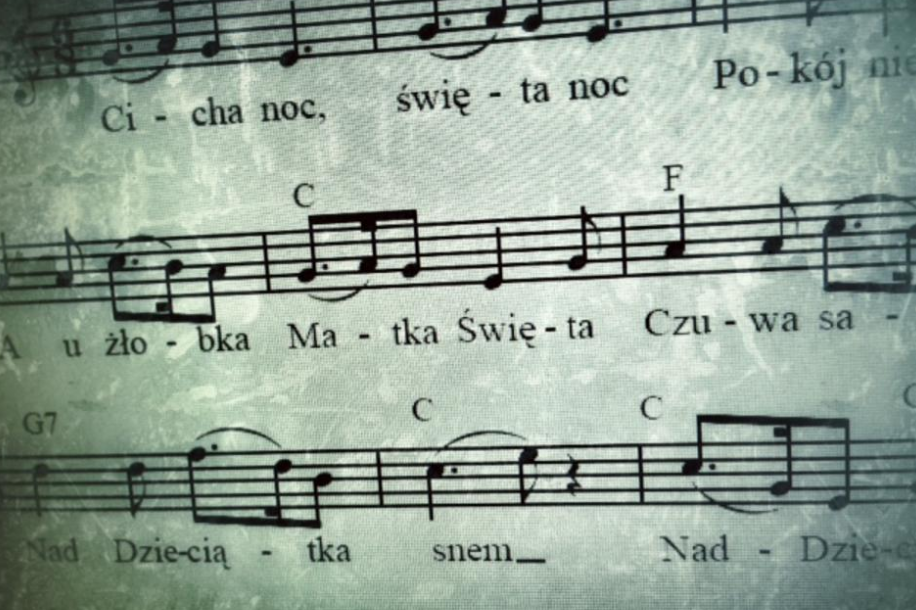 Ci - cha noc, świę - ta noc Po - kój
C F
A u żło - bka Ma - tka Świę - ta Czu - wa sa -
G7 C C
Nad Dzie-cią - tka snem_ Nad - Dzie-c